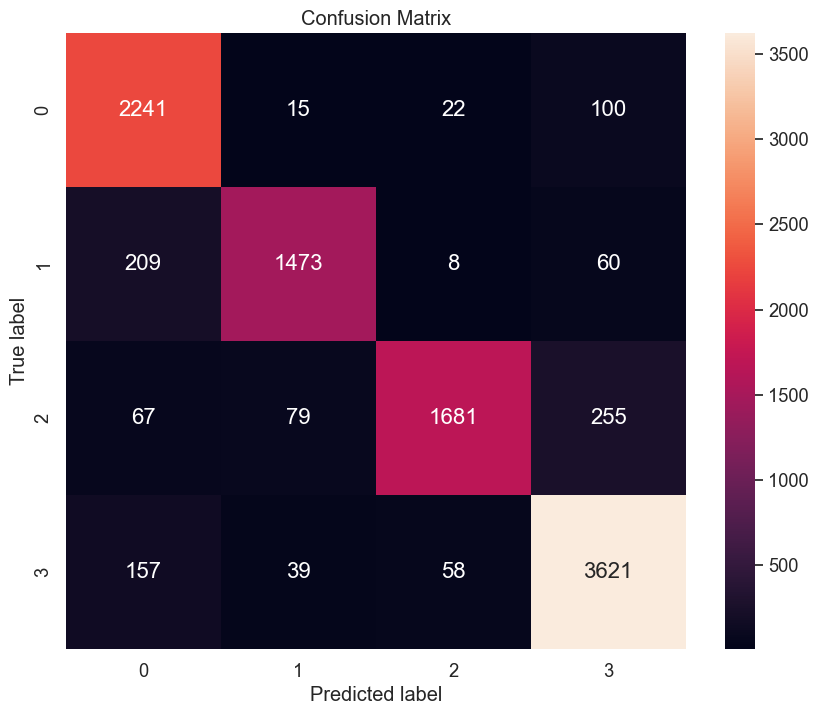 Confusion Matrix
0 2241 15 22 100
1 209 1473 8 60
2 67 79 1681 255
3 157 39 58 3621
0 1 2 3
Predicted label
True label
3500
3000
2500
2000
1500
1000
500